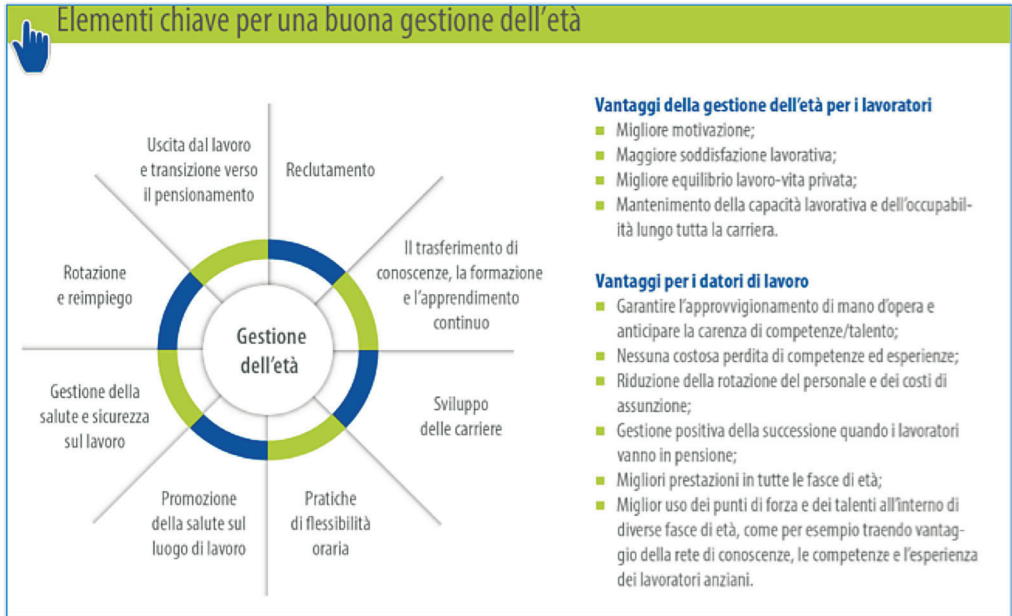 Elementi chiave per una buona gestione dell'età
Uscita dal lavoro
e transizione verso
il pensionamento
Reclutamento
Il trasferimento di
conoscenze, la formazione
e l'apprendimento
continuo
Sviluppo
delle carriere
Pratiche
di flessibilità
oraria
Promozione
della salute sul
luogo di lavoro
Gestione della
salute e sicurezza
sul lavoro
Rotazione
e reimpiego
Gestione
dell'età
Vantaggi della gestione dell'età per i lavoratori
Migliore motivazione;
Maggiore soddisfazione lavorativa;
Migliore equilibrio lavoro-vita privata;
Mantenimento della capacità lavorativa e dell'occupabil-
ità lungo tutta la carriera.
Vantaggi per i datori di lavoro
Garantire l'approvvigionamento di mano d'opera e
anticipare la carenza di competenze/talento;
Nessuna costosa perdita di competenze ed esperienze;
Riduzione della rotazione del personale e dei costi di
assunzione;
Gestione positiva della successione quando i lavoratori
vanno in pensione;
Migliori prestazioni in tutte le fasce di età;
Miglior uso dei punti di forza e dei talenti all'interno di
diverse fasce di età, come per esempio traendo vantag-
gio della rete di conoscenze, le competenze e l'esperienza
dei lavoratori anziani.